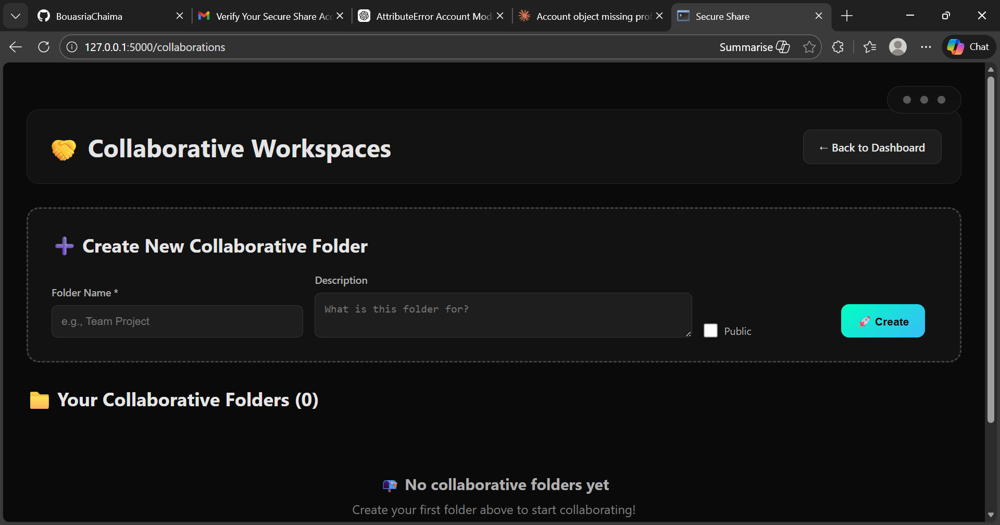 BouasriaChaima
Verify Your Secure Share Acc
AttributeError Account Mod
Account object missing prof
Secure Share
127.0.0.1:5000/collaborations
Summarise
Chat
🤝 Collaborative Workspaces
← Back to Dashboard
➕ Create New Collaborative Folder
Folder Name *
e.g., Team Project
Description
What is this folder for?
Public
🚀 Create
📁 Your Collaborative Folders (0)
📭 No collaborative folders yet
Create your first folder above to start collaborating!